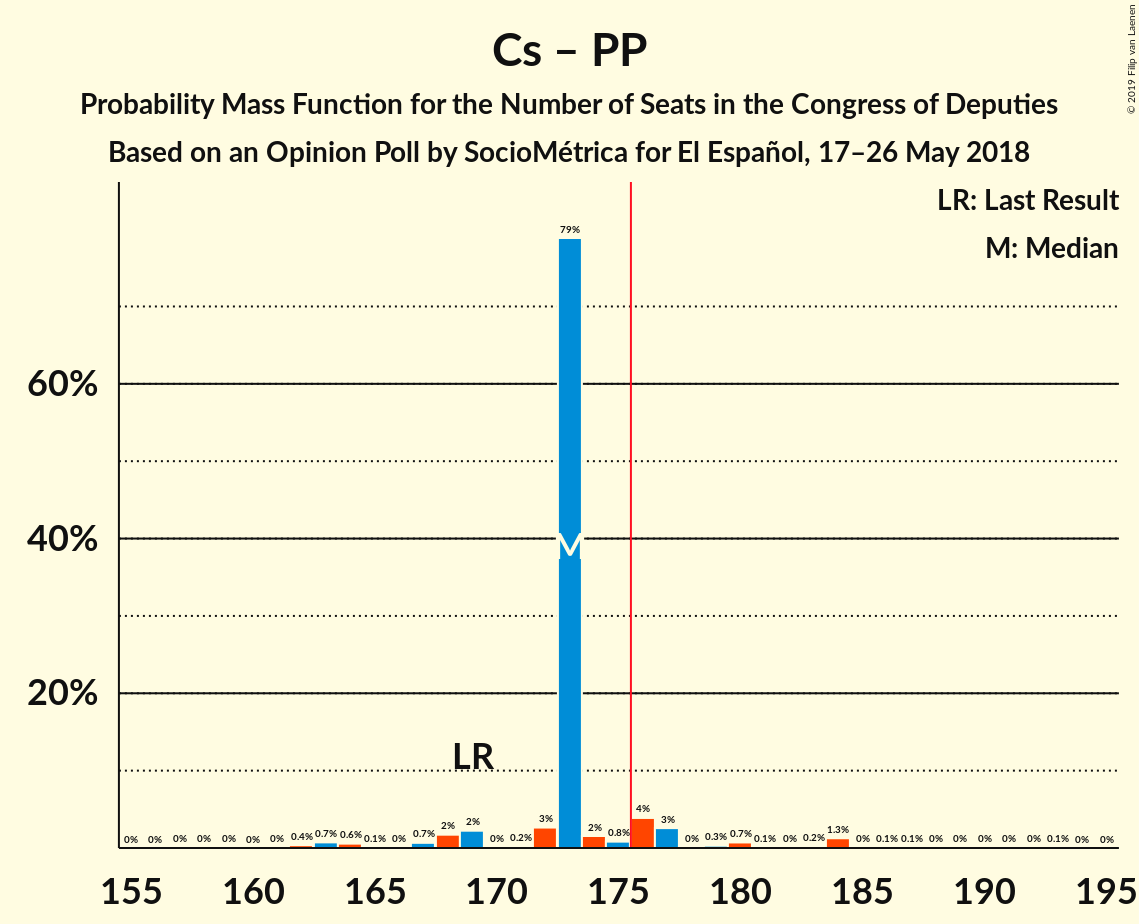 Cs – PP
Probability Mass Function for the Number of Seats in the Congress of Deputies
Based on an Opinion Poll by SocioMétrica for El Español, 17–26 May 2018
© 2019 Filip van Laenen
LR: Last Result
M: Median
60%
40%
20%
LR
M
0% 0% 0% 0% 0% 0% 0% 0.4% 0.7% 0.6% 0.1% 0% 0.7% 2% 2% 0% 0.2% 3% 79% 2% 0.8% 4% 3% 0% 0.3% 0.7% 0.1% 0% 0.2% 1.3% 0% 0.1% 0.1% 0% 0% 0% 0% 0% 0.1% 0% 0%
155 160 165 170 175 180 185 190 195